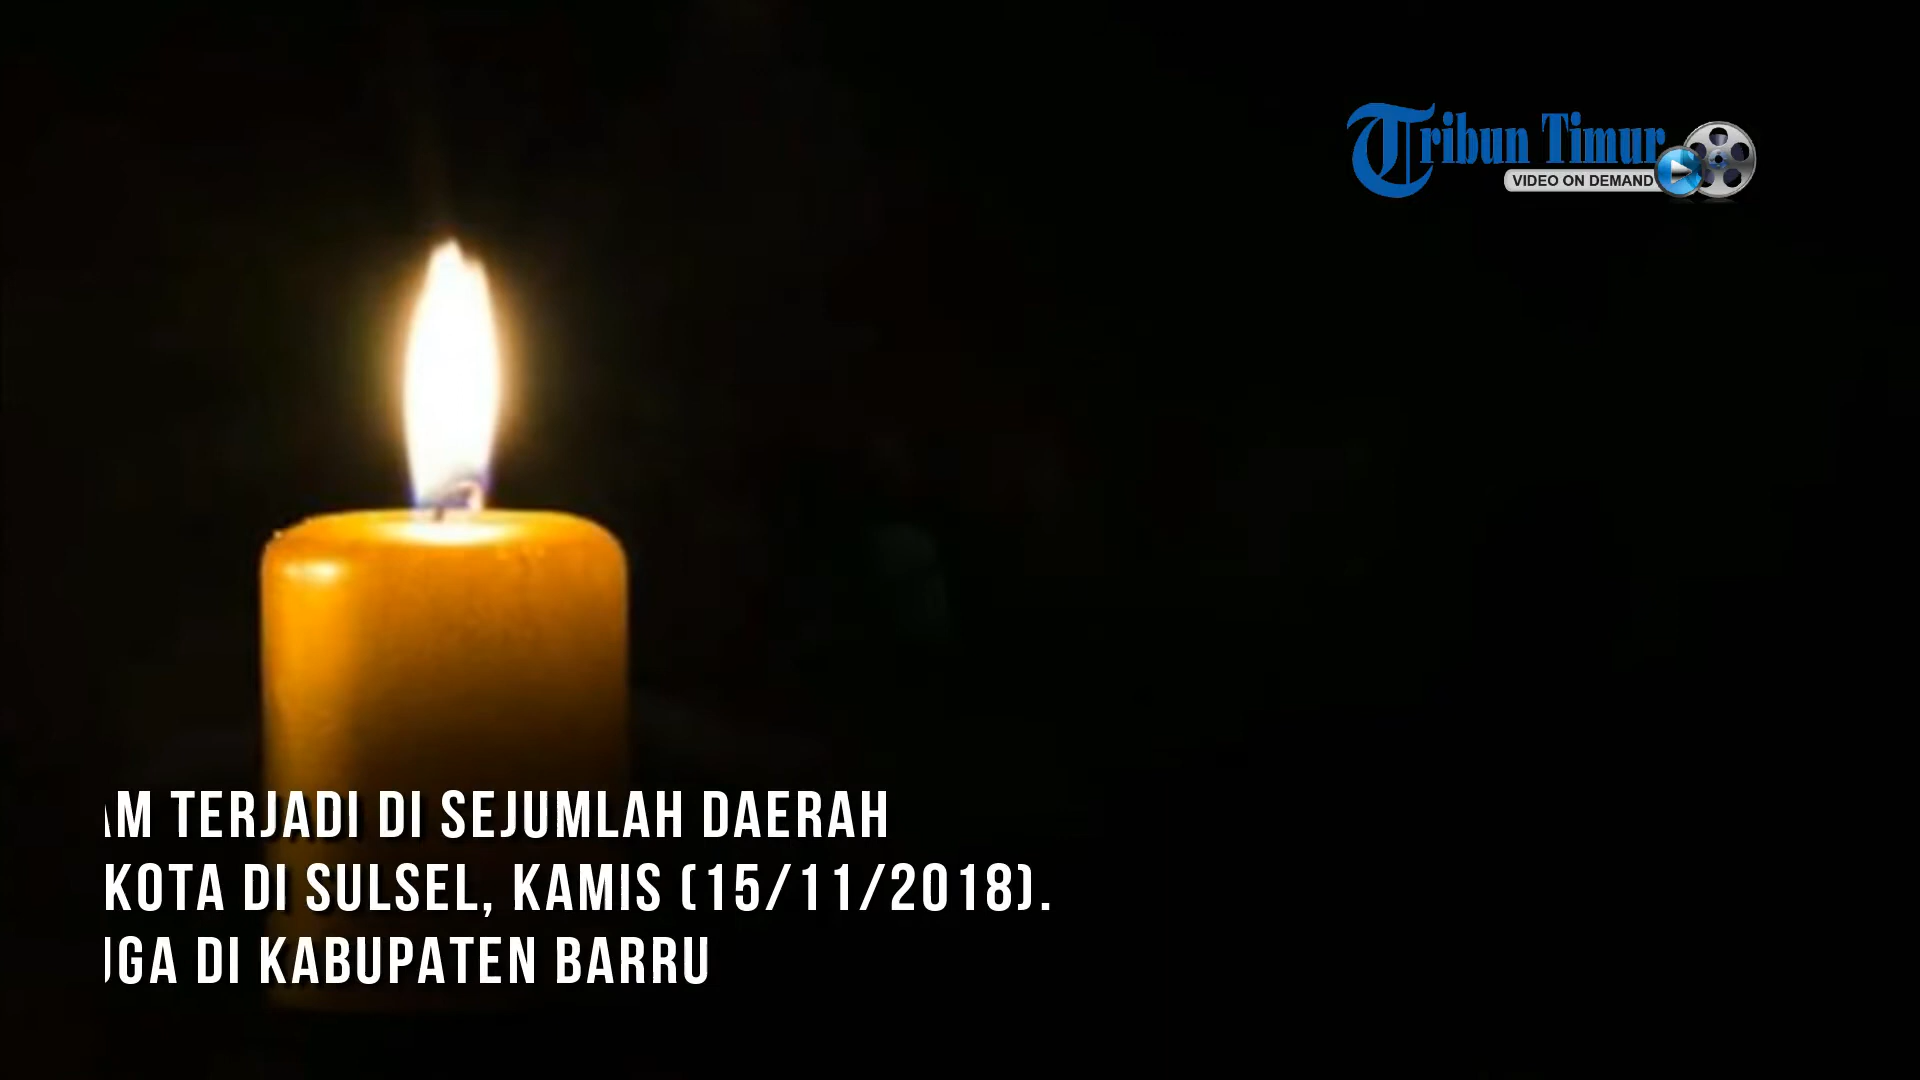 Tribun Timur
VIDEO ON DEMAND
TERJADI DI SEJUMLAH DAERAH
KOTA DI SULSEL, KAMIS (15/11/2018).
DI KABUPATEN BARRU